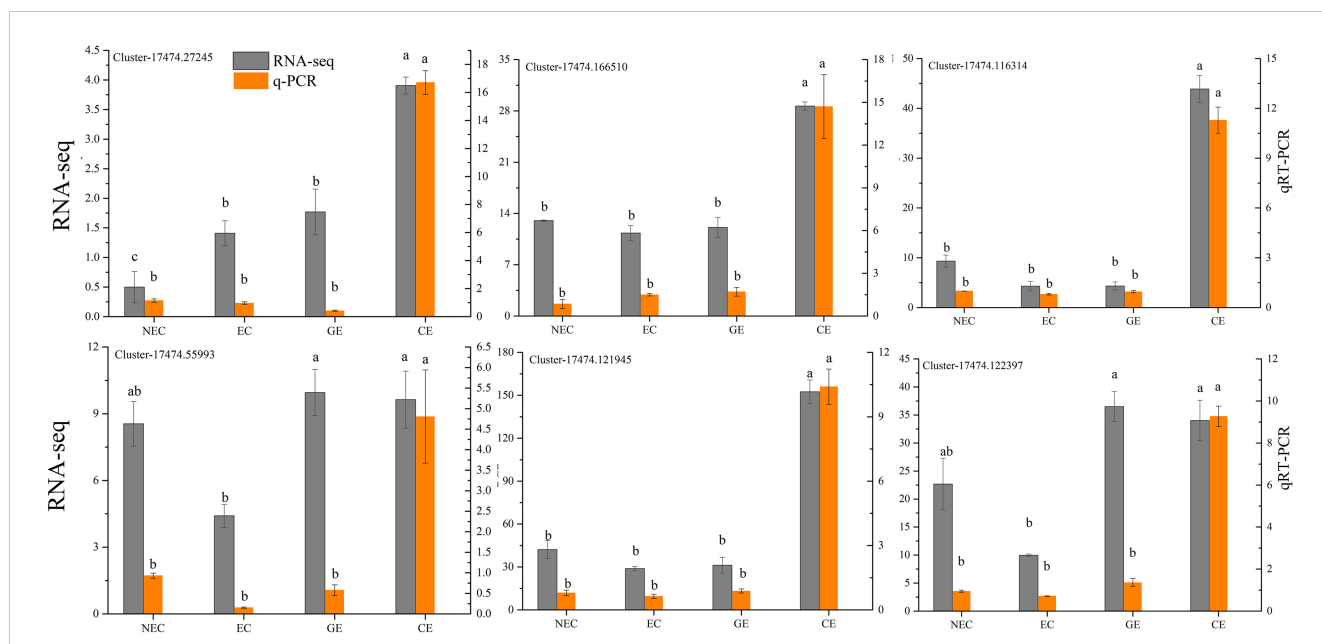 RNA-seq
Cluster-17474.27245
RNA-seq
q-PCR
4.5
4.0
3.5
3.0
2.5
2.0
1.5
1.0
0.5
0.0
c b
b b
b b
a a
19
18
16
14
12
10
8
6
4
2
0
NEC EC GE CE
Cluster-17474.166510
35
28
21
14
7
0
b b
b b
b b
a a
18
15
12
9
6
3
0
NEC EC GE CE
Cluster-17474.116314
50
40
30
20
10
0
b b
b b
b b
a a
15
12
9
6
3
0
NEC EC GE CE
qRT-PCR
RNA-seq
Cluster-17474.55993
12
9
6
3
0
ab b
b b
a b
a a
6.5
6.0
5.5
5.0
4.5
4.0
3.5
3.0
2.5
2.0
1.5
1.0
0.5
0.0
NEC EC GE CE
Cluster-17474.121945
180
150
120
90
60
30
0
b b
b b
b b
a a
12
9
6
3
0
NEC EC GE CE
Cluster-17474.122397
45
40
35
30
25
20
15
10
5
0
ab b
b b
a b
a a
12
10
8
6
4
2
0
NEC EC GE CE
qRT-PCR